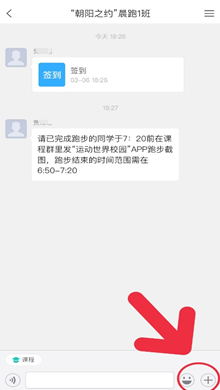 "朝阳之约"晨跑1班
今天 18:26
签到
签到
03-06 18:26
18:27
请已完成跑步的同学于7：20前在课
程群里发"运动世界校园"APP跑步截
图，跑步结束的时间范围需在
6:50-7:20
课程